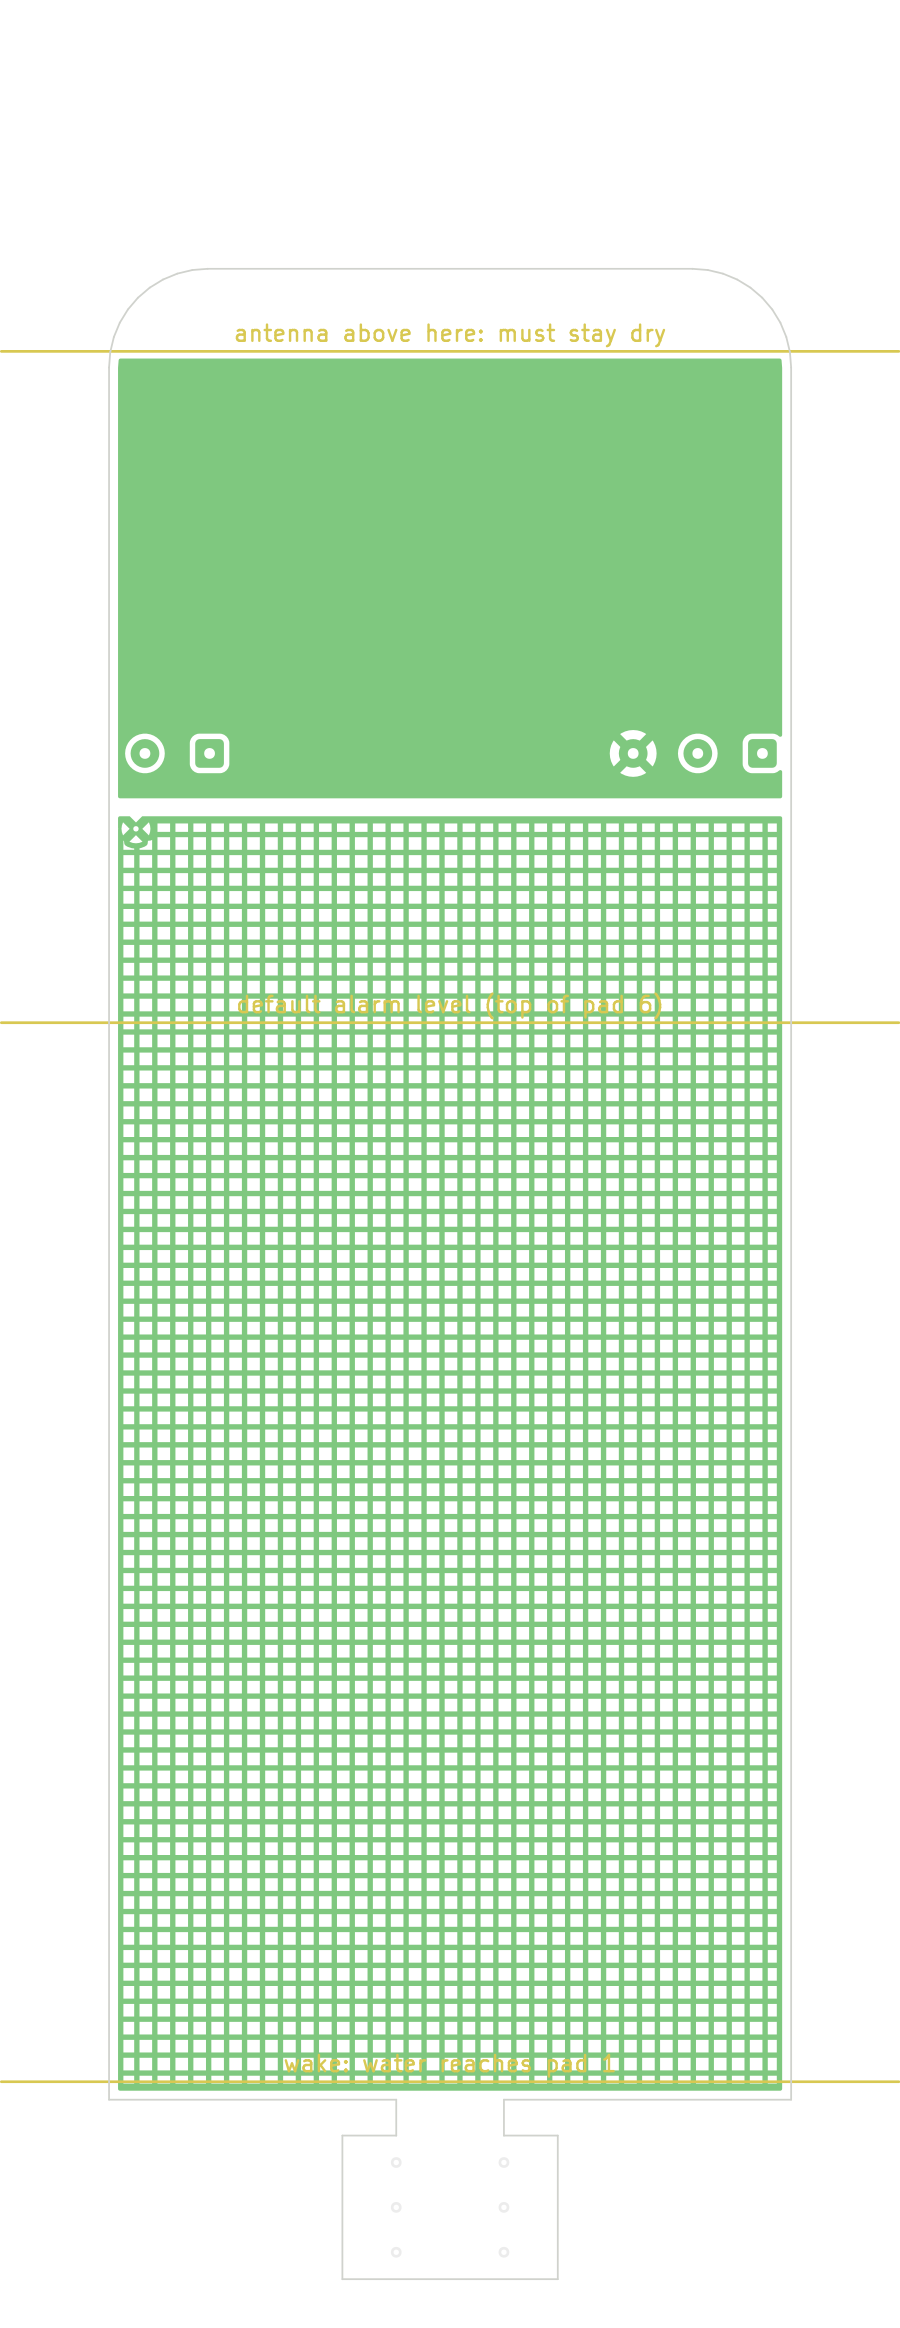 antenna above here: must stay dry
default alarm level (top of pad 6)
wake: water reaches pad 1